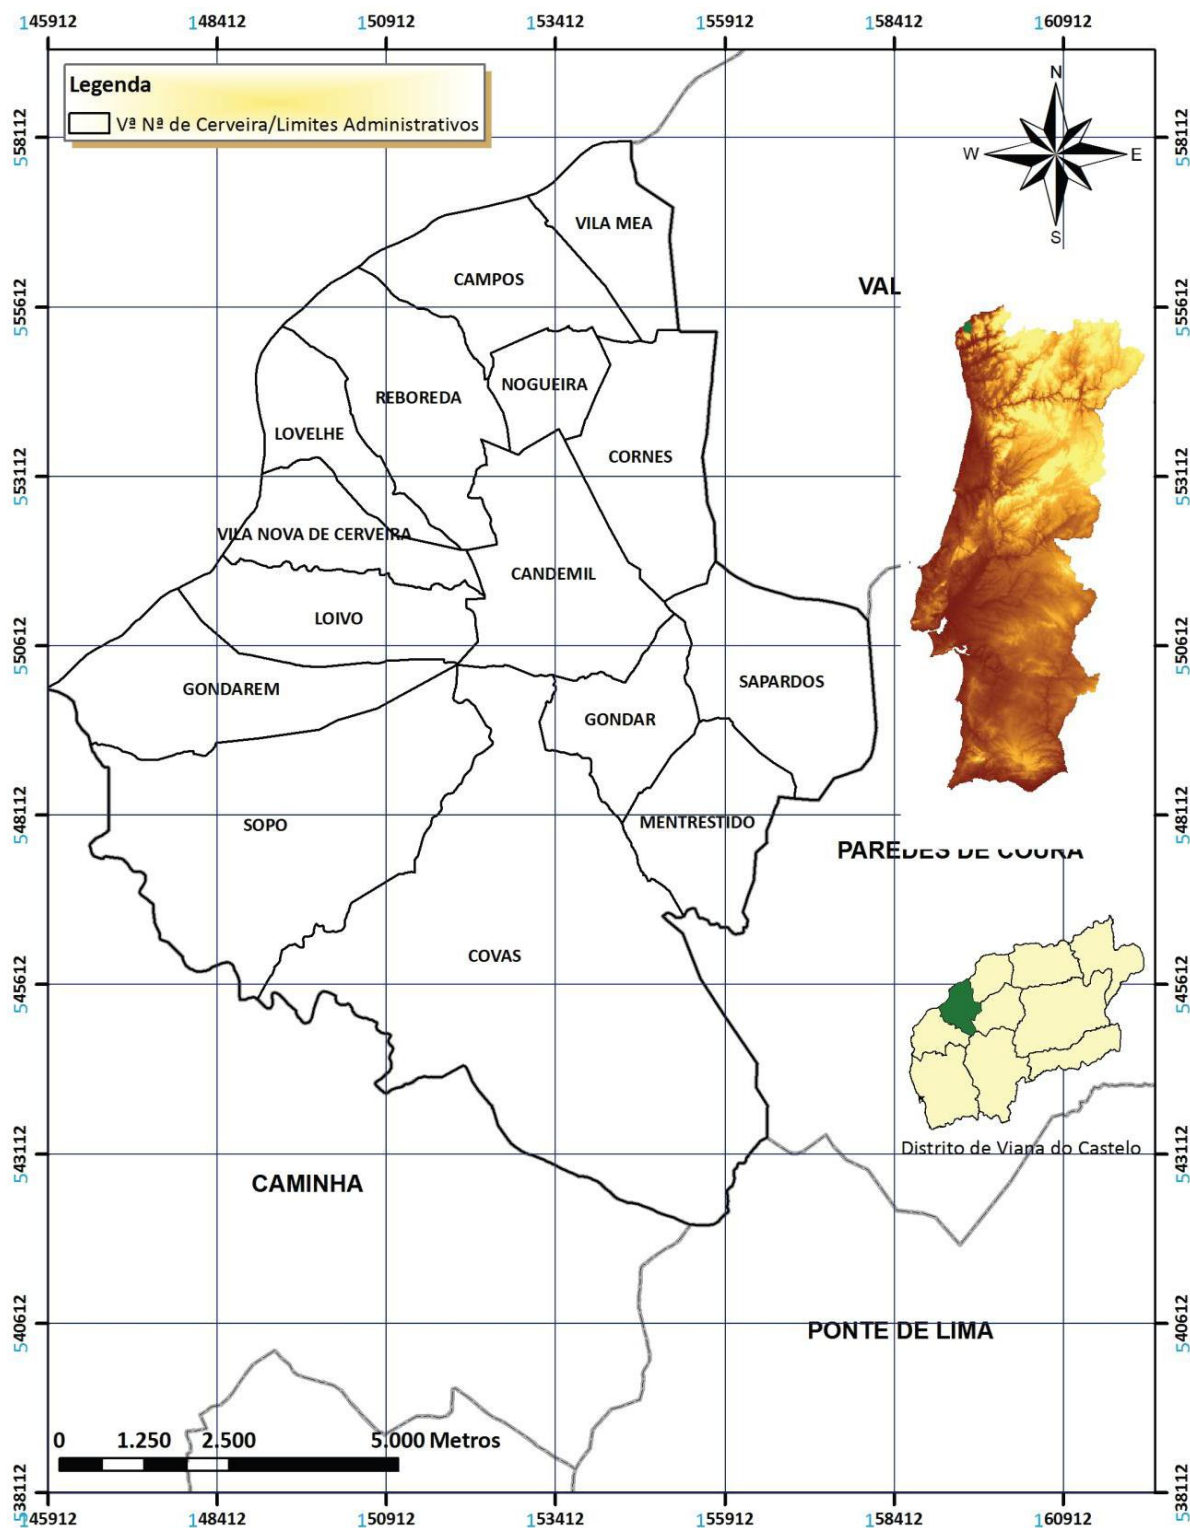 145912 148412 150912 153412 155912 158412 160912
Legenda
Vª Nª de Cerveira/Limites Administrativos
N
W E
S
558112 558112
VILA MEA
CAMPOS
VAL
555612 555612
NOGUEIRA
REBOREDA
LOVELHE
CORNES
553112 553112
VILA NOVA DE CERVEIRA
CANDEMIL
LOIVO
550612 550612
GONDAREM
SAPARDOS
GONDAR
548112 548112
SOPO
MENTRESTIDO
PAREDES DE COURA
COVAS
545612 545612
Distrito de Viana do Castelo
543112 543112
CAMINHA
540612 540612
PONTE DE LIMA
0 1.250 2.500 5.000 Metros
538112 538112
145912 148412 150912 153412 155912 158412 160912